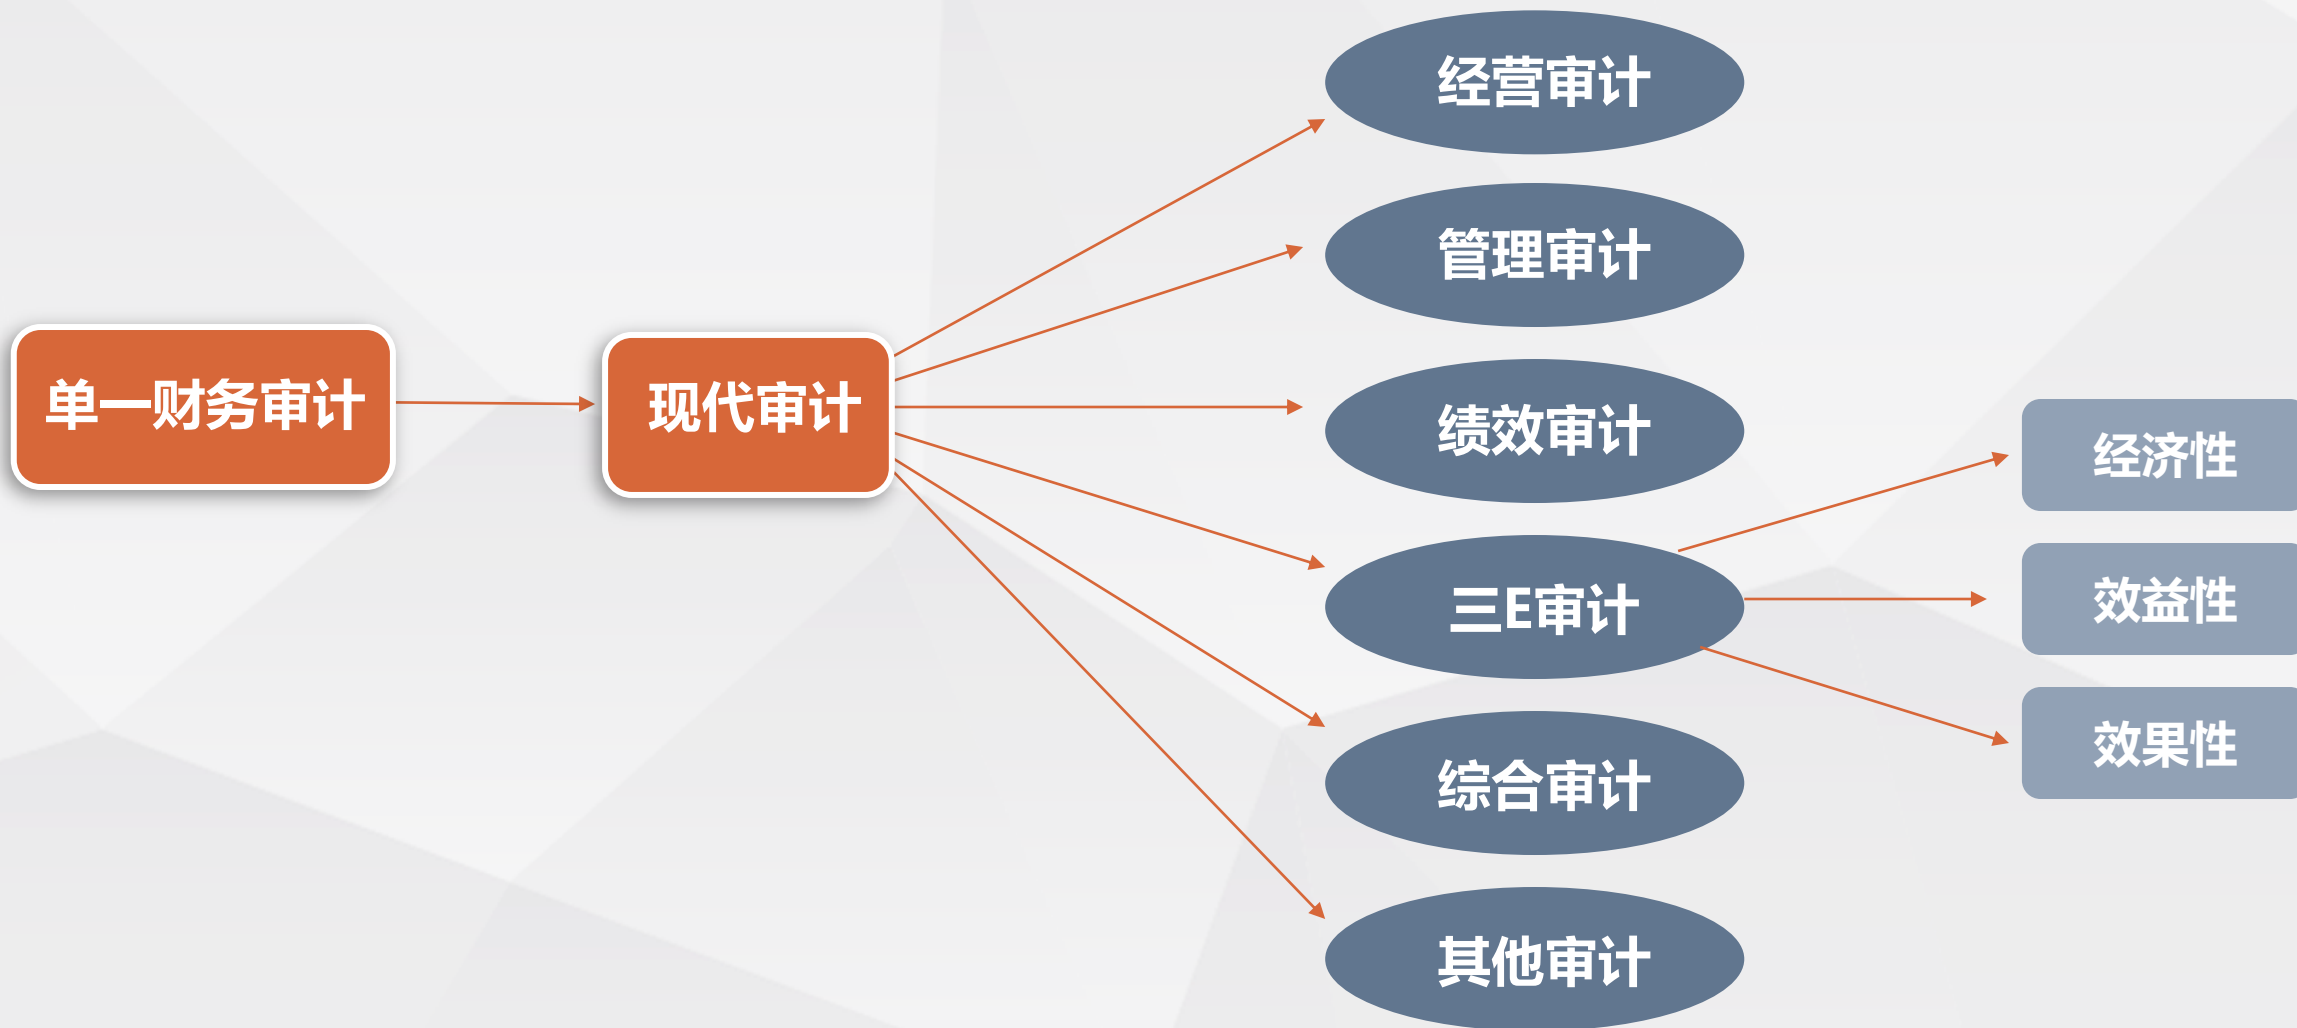 单一财务审计
现代审计
经营审计
管理审计
绩效审计
三E审计
综合审计
其他审计
经济性
效益性
效果性